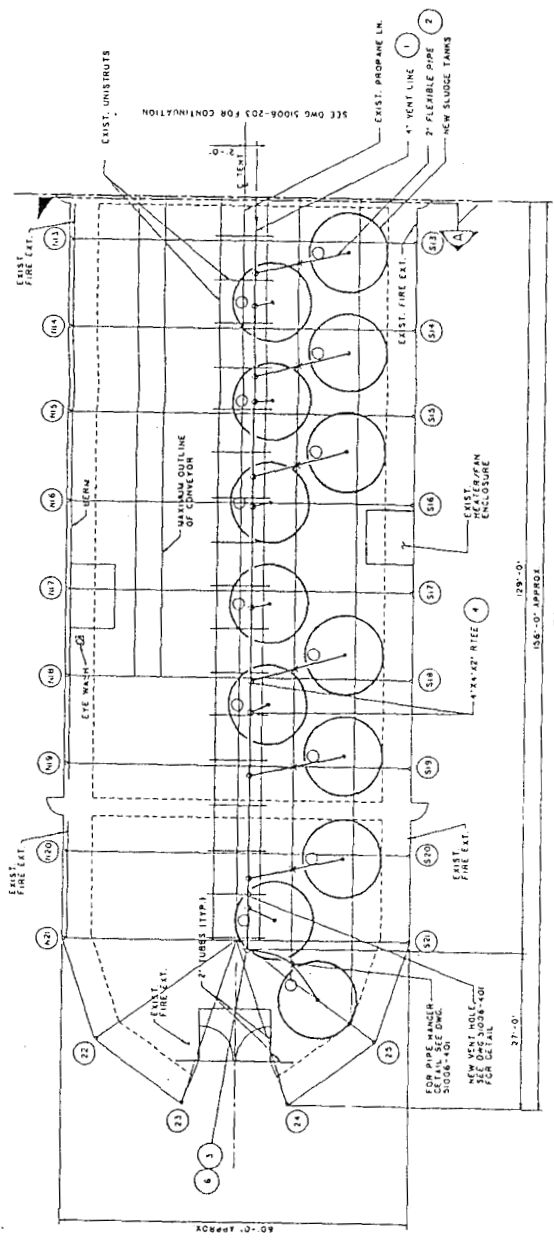 EXIST. UNISTRUTS
SEE DWG 51006-203 FOR CONTINUATION
2'-0"
℄ TENT
EXIST. PROPANE LN.
4" VENT LINE 1
2" FLEXIBLE PIPE 2
NEW SLUDGE TANKS
EXIST
FIRE EXT.
N13
N14
N15
N16
N17
N18
N19
N20
N21
BERM
MAXIMUM OUTLINE
OF CONVEYOR
EYE WASH
EXIST
FIRE EXT.
EXIST
FIRE EXT.
2" TUBES (TYP.)
22
23
24
25
6
3
60'-0" APPROX
S13
S14
S15
S16
S17
S18
S19
S20
S21
A
EXIST. FIRE EXT.
EXIST.
HEATER/FAN
ENCLOSURE
4"X4"X2" RTEE 4
EXIST
FIRE EXT.
FOR PIPE HANGER
DETAIL SEE DWG.
51006-401
NEW VENT HOLE
SEE DWG 51006-401
FOR DETAIL
27'-0"
129'-0"
156'-0" APPROX